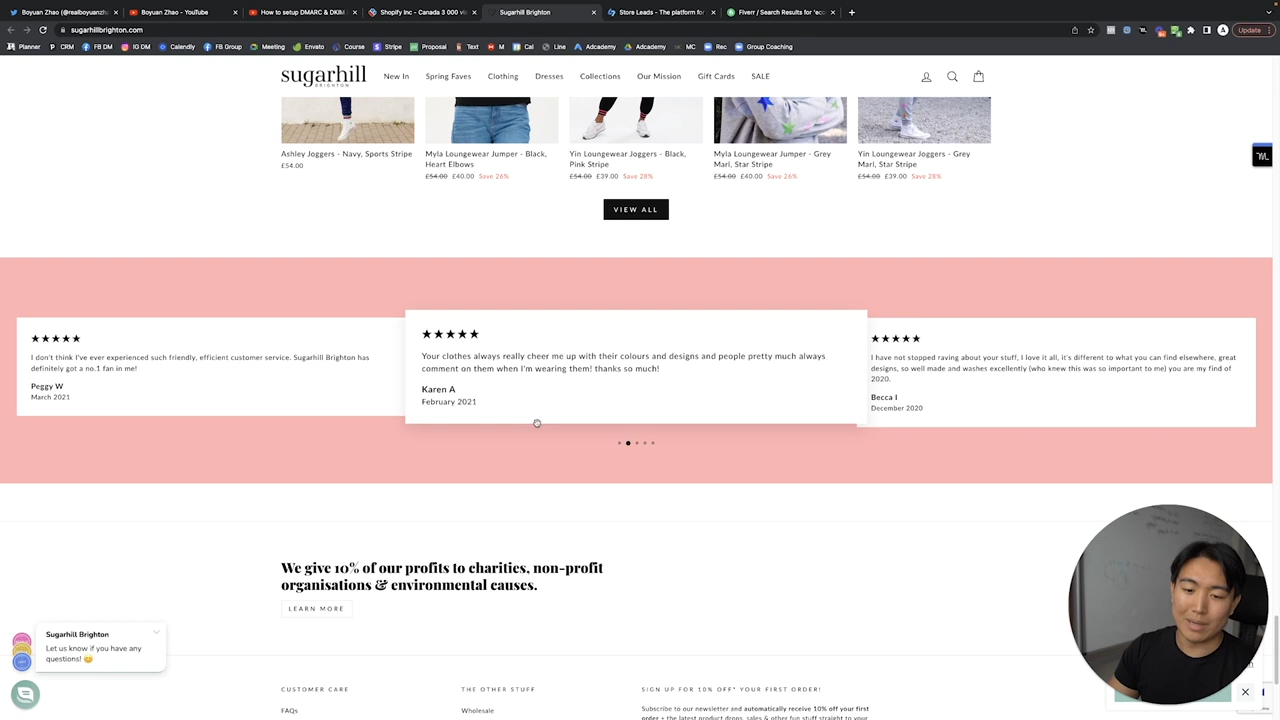 Boyuan Zhao (@realboyuanzh
Boyuan Zhao - YouTube
How to setup DMARC & DKIM
Shopify Inc - Canada 3 000 vi
Sugarhill Brighton
Store Leads - The platform fo
Fiverr / Search Results for 'ecc
sugarhillbrighton.com
Update
Planner
CRM
FB DM
IG DM
Calendly
FB Group
Meeting
Envato
Course
Stripe
Proposal
Text
M
Cal
Line
Adcademy
Adcademy
MC
Rec
Group Coaching
sugarhill
BRIGHTON
New In
Spring Faves
Clothing
Dresses
Collections
Our Mission
Gift Cards
SALE
Ashley Joggers - Navy, Sports Stripe
£54.00
Myla Loungewear Jumper - Black,
Heart Elbows
£54.00 £40.00 Save 26%
Yin Loungewear Joggers - Black,
Pink Stripe
£54.00 £39.00 Save 28%
Myla Loungewear Jumper - Grey
Marl, Star Stripe
£54.00 £40.00 Save 26%
Yin Loungewear Joggers - Grey
Marl, Star Stripe
£54.00 £39.00 Save 28%
VIEW ALL
★★★★★
I don't think I've ever experienced such friendly, efficient customer service. Sugarhill Brighton has
definitely got a no.1 fan in me!
Peggy W
March 2021
★★★★★
Your clothes always really cheer me up with their colours and designs and people pretty much always
comment on them when I'm wearing them! thanks so much!
Karen A
February 2021
★★★★★
I have not stopped raving about your stuff, I love it all, it's different to what you can find elsewhere, great
designs, so well made and washes excellently (who knew this was so important to me) you are my find of
2020.
Becca I
December 2020
We give 10% of our profits to charities, non-profit
organisations & environmental causes.
LEARN MORE
Sugarhill Brighton
Let us know if you have any
questions! 😊
CUSTOMER CARE
FAQs
THE OTHER STUFF
Wholesale
SIGN UP FOR 10% OFF* YOUR FIRST ORDER!
Subscribe to our newsletter and automatically receive 10% off your first
order + the latest product drops, sales & other fun stuff straight to your